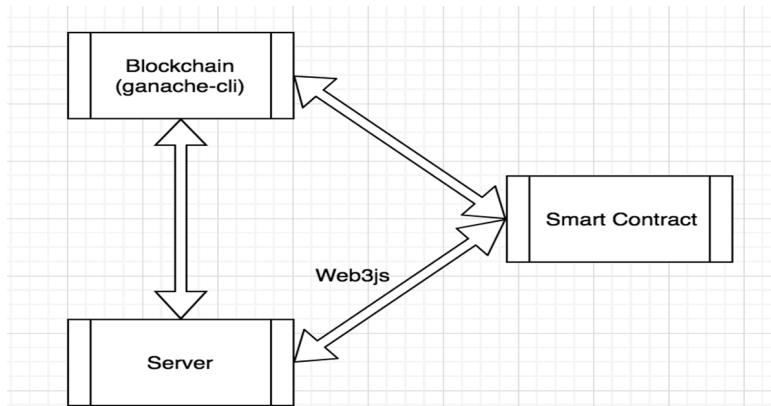 Blockchain
(ganache-cli)
Smart Contract
Web3js
Server